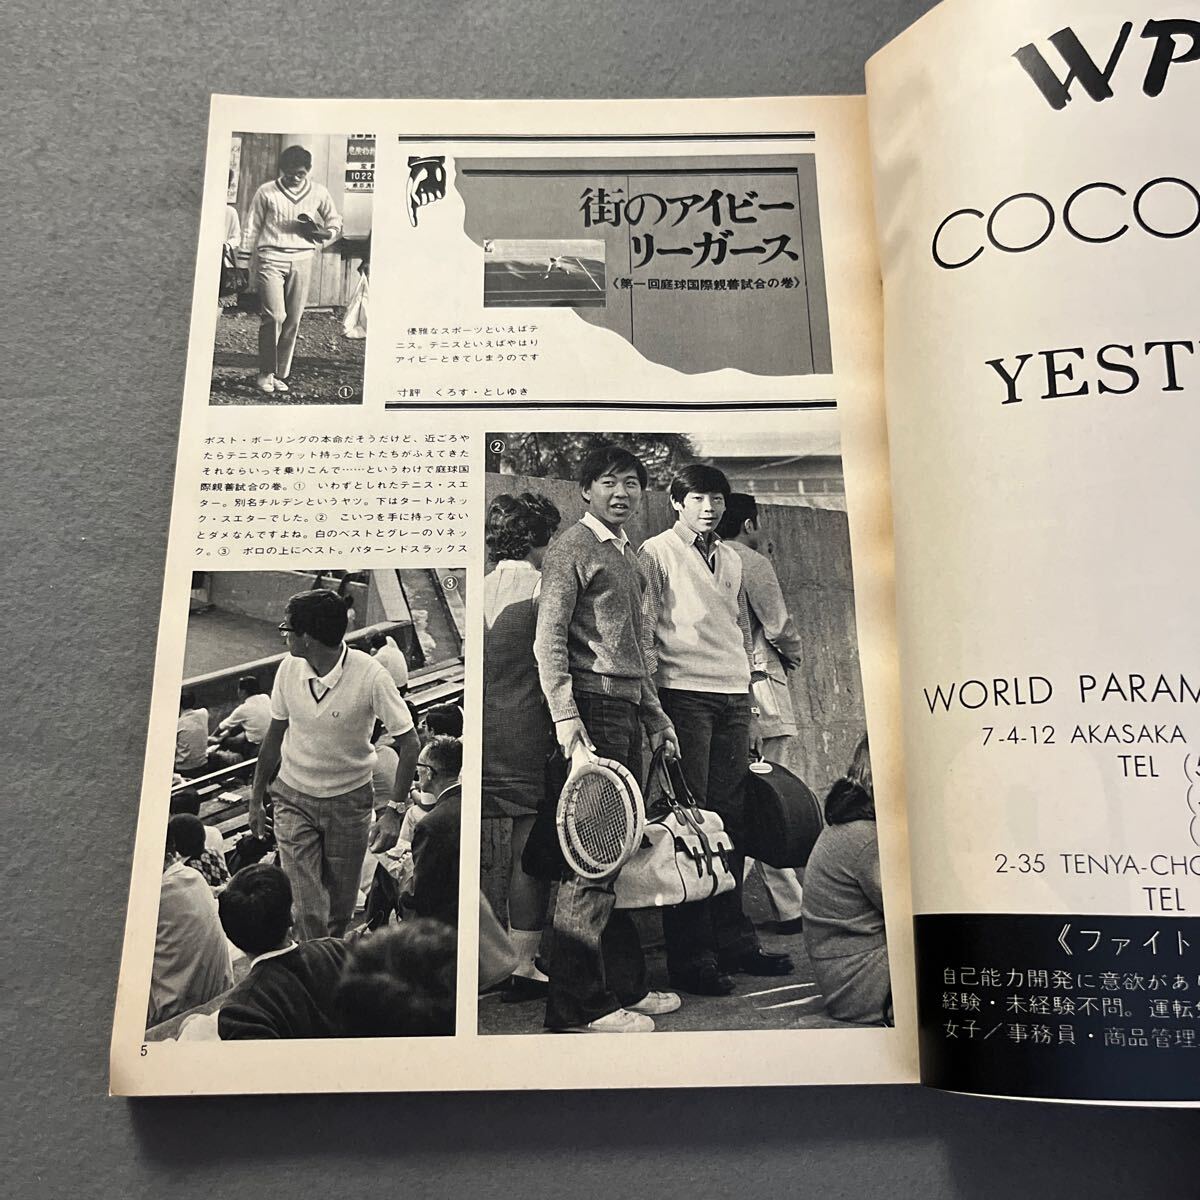 危険物
10.22
街のアイビー
リーガース
《第一回庭球国際親善試合の巻》
優雅なスポーツといえばテ
ニス。テニスといえばやはり
アイビーときてしまうのです
寸評 くろす・としゆき
①
ポスト・ボーリングの本命だそうだけど、近ごろや
たらテニスのラケット持ったヒトたちがふえてきた
それならいっそ乗りこんで……というわけで庭球国
際親善試合の巻。① いわずとしれたテニス・スエ
ター。別名チルデンというヤツ。下はタートルネッ
ク・スエターでした。② こいつを手に持ってない
とダメなんですよね。白のベストとグレーのVネッ
ク。③ ポロの上にベスト。パターンドスラックス
②
③
5
WP
COCO
YEST
WORLD PARAM
7-4-12 AKASAKA
TEL
2-35 TENYA-CHO
TEL
《ファイト
自己能力開発に意欲があり
経験・未経験不問。運転
女子／事務員・商品管理